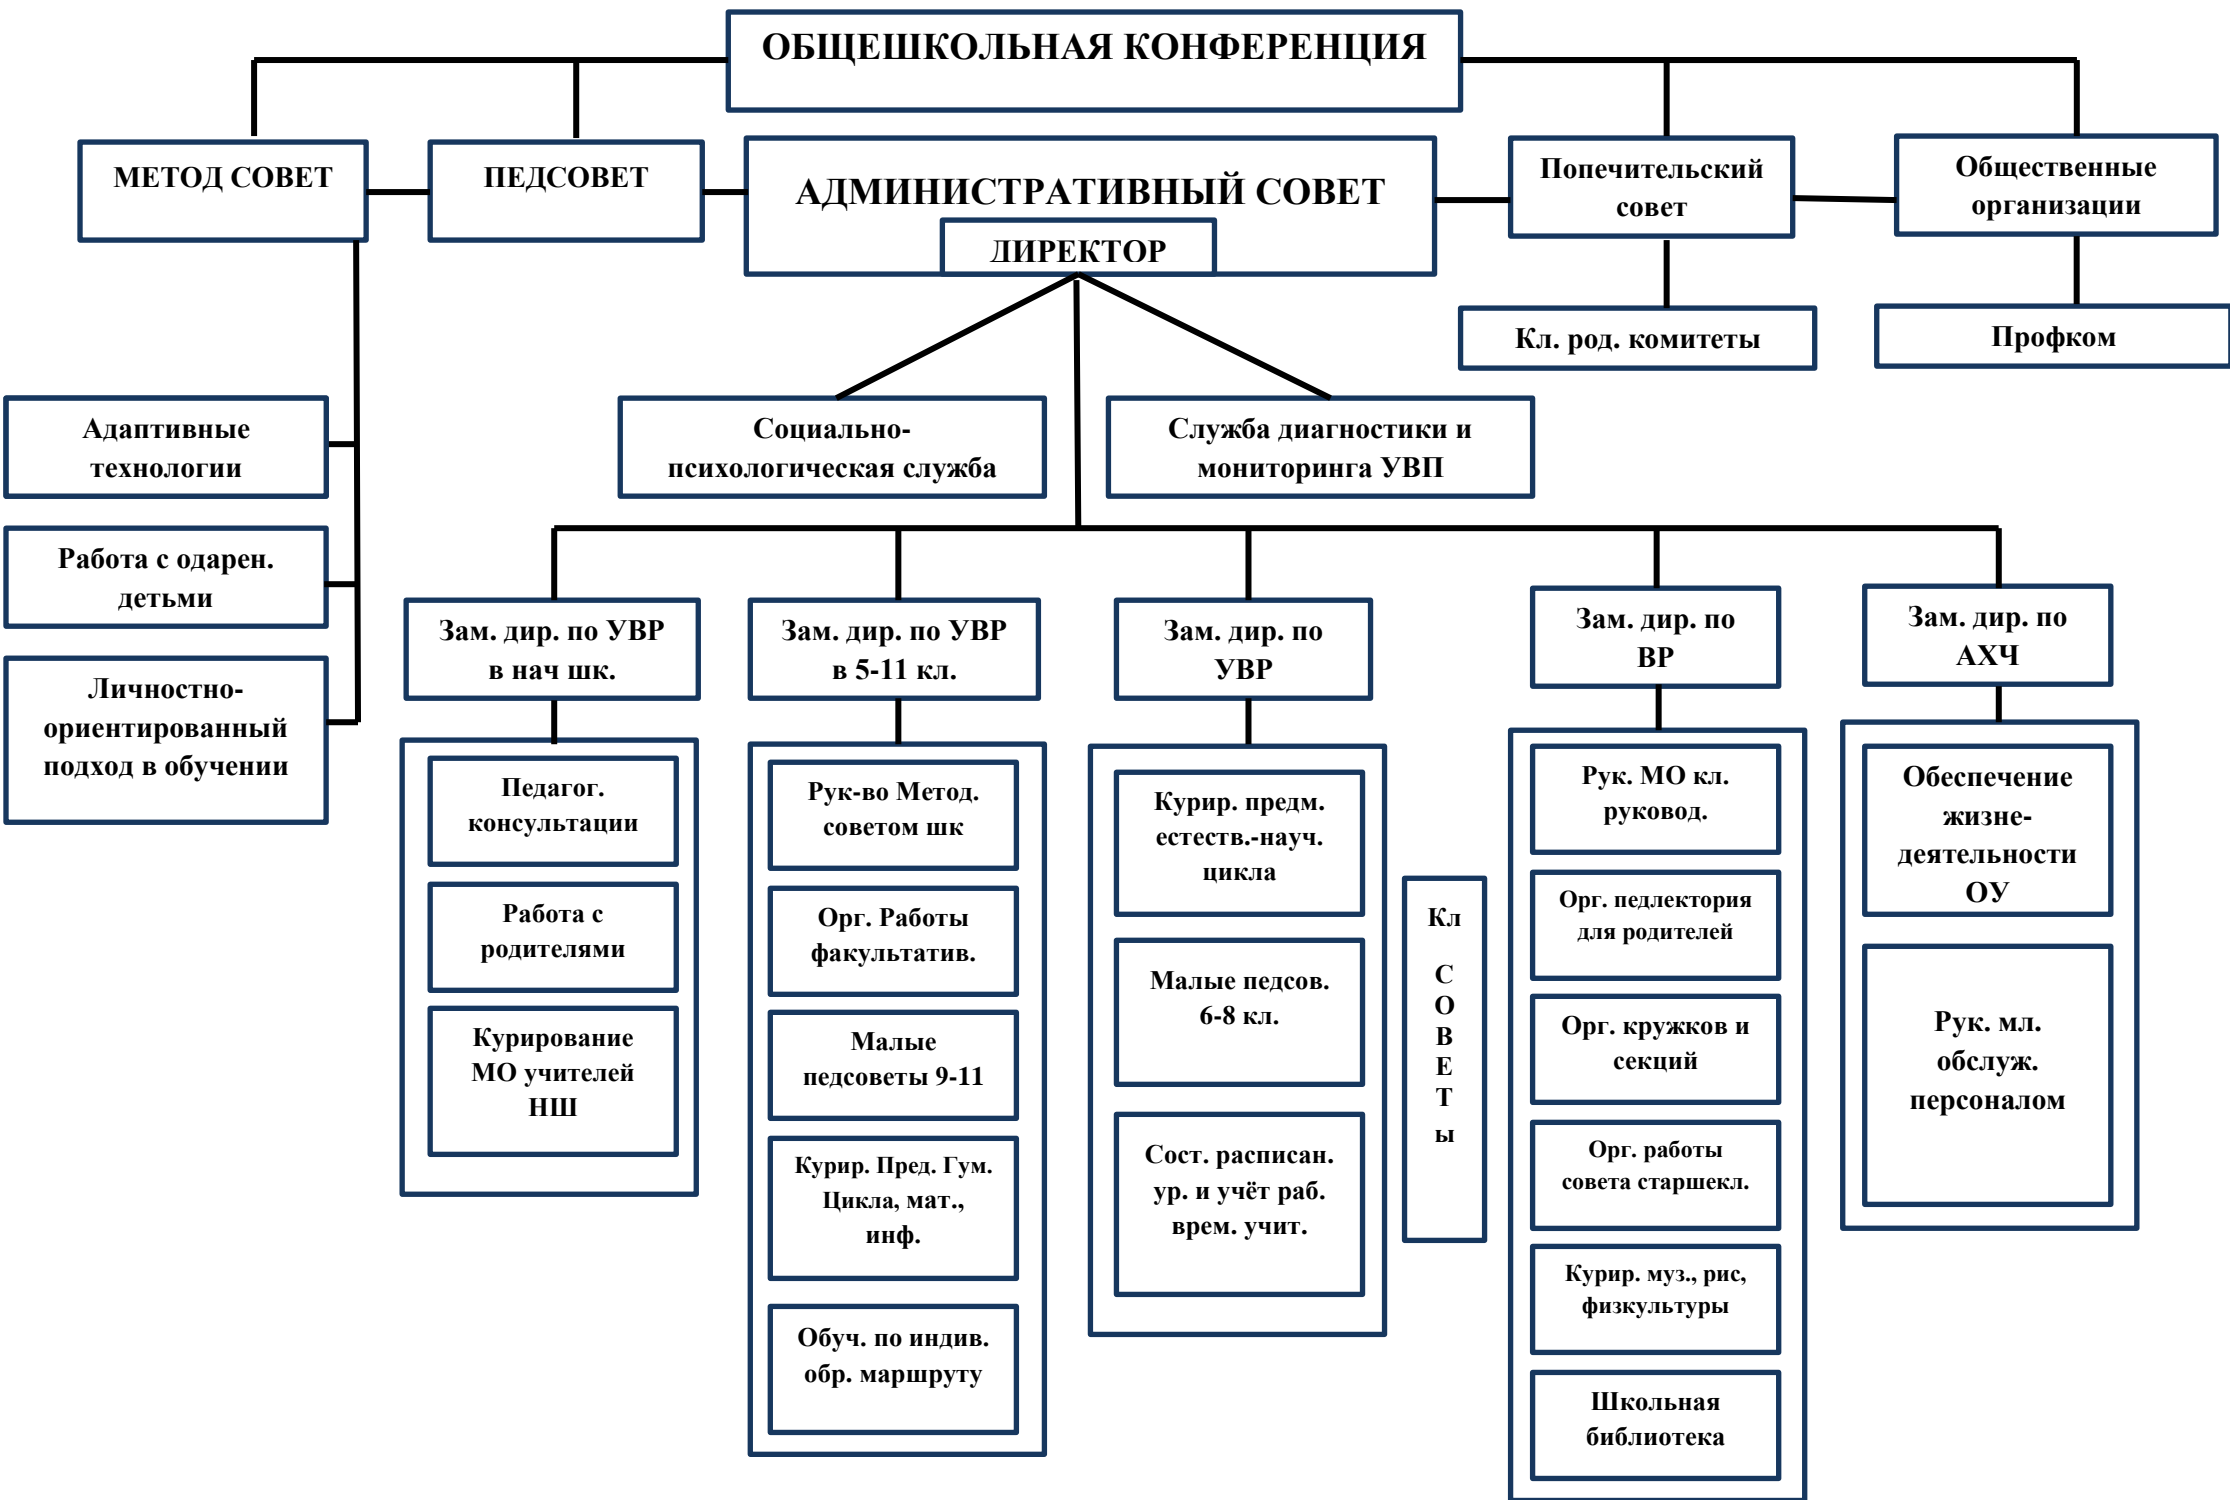 ОБЩЕШКОЛЬНАЯ КОНФЕРЕНЦИЯ
МЕТОД СОВЕТ
ПЕДСОВЕТ
АДМИНИСТРАТИВНЫЙ СОВЕТ
ДИРЕКТОР
Попечительский
совет
Общественные
организации
Кл. род. комитеты
Профком
Адаптивные
технологии
Работа с одарен.
детьми
Личностно-
ориентированный
подход в обучении
Социально-
психологическая служба
Служба диагностики и
мониторинга УВП
Зам. дир. по УВР
в нач шк.
Зам. дир. по УВР
в 5-11 кл.
Зам. дир. по
УВР
Зам. дир. по
ВР
Зам. дир. по
АХЧ
Педагог.
консультации
Работа с
родителями
Курирование
МО учителей
НШ
Рук-во Метод.
советом шк
Орг. Работы
факультатив.
Малые
педсоветы 9-11
Курир. Пред. Гум.
Цикла, мат.,
инф.
Обуч. по индив.
обр. маршруту
Курир. предм.
естеств.-науч.
цикла
Малые педсов.
6-8 кл.
Сост. расписан.
ур. и учёт раб.
врем. учит.
Кл
С
О
В
Е
Т
ы
Рук. МО кл.
руковод.
Орг. педлектория
для родителей
Орг. кружков и
секций
Орг. работы
совета старшекл.
Курир. муз., рис,
физкультуры
Школьная
библиотека
Обеспечение
жизне-
деятельности
ОУ
Рук. мл.
обслуж.
персоналом